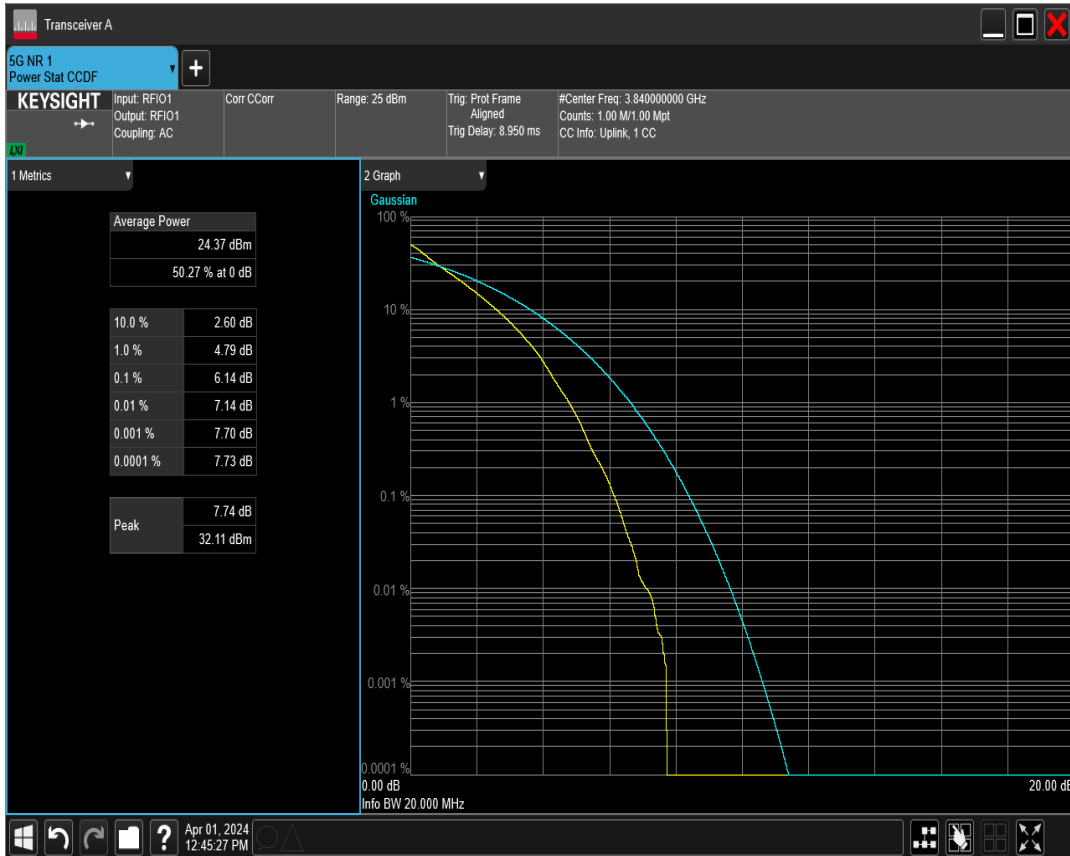 Transceiver A
5G NR 1
Power Stat CCDF
KEYSIGHT
LXI
Input: RFIO1
Output: RFIO1
Coupling: AC
Corr CCorr
Range: 25 dBm
Trig: Prot Frame
Aligned
Trig Delay: 8.950 ms
#Center Freq: 3.840000000 GHz
Counts: 1.00 M/1.00 Mpt
CC Info: Uplink, 1 CC
1 Metrics
Average Power
24.37 dBm
50.27 % at 0 dB
10.0 % 2.60 dB
1.0 % 4.79 dB
0.1 % 6.14 dB
0.01 % 7.14 dB
0.001 % 7.70 dB
0.0001 % 7.73 dB
Peak
7.74 dB
32.11 dBm
2 Graph
Gaussian
100 %
10 %
1 %
0.1 %
0.01 %
0.001 %
0.0001 %
0.00 dB 20.00 dB
Info BW 20.000 MHz
?
Apr 01, 2024
12:45:27 PM